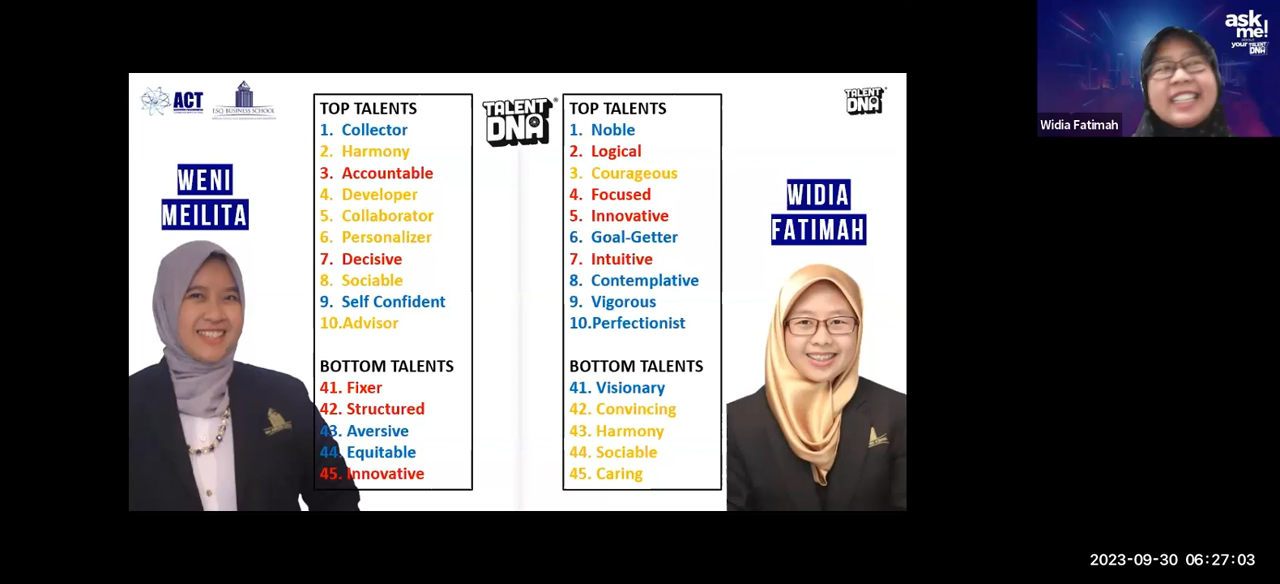 ACT
ESCI BUSINESS SCHOOL
WENI
MEILITA
TOP TALENTS
1. Collector
2. Harmony
3. Accountable
4. Developer
5. Collaborator
6. Personalizer
7. Decisive
8. Sociable
9. Self Confident
10.Advisor
BOTTOM TALENTS
41. Fixer
42. Structured
43. Aversive
44. Equitable
45. Innovative
TALENT
DNA
TOP TALENTS
1. Noble
2. Logical
3. Courageous
4. Focused
5. Innovative
6. Goal-Getter
7. Intuitive
8. Contemplative
9. Vigorous
10.Perfectionist
BOTTOM TALENTS
41. Visionary
42. Convincing
43. Harmony
44. Sociable
45. Caring
TALENT
DNA
WIDIA
FATIMAH
ask
me!
your TALENT
DNA
Widia Fatimah
2023-09-30 06:27:03